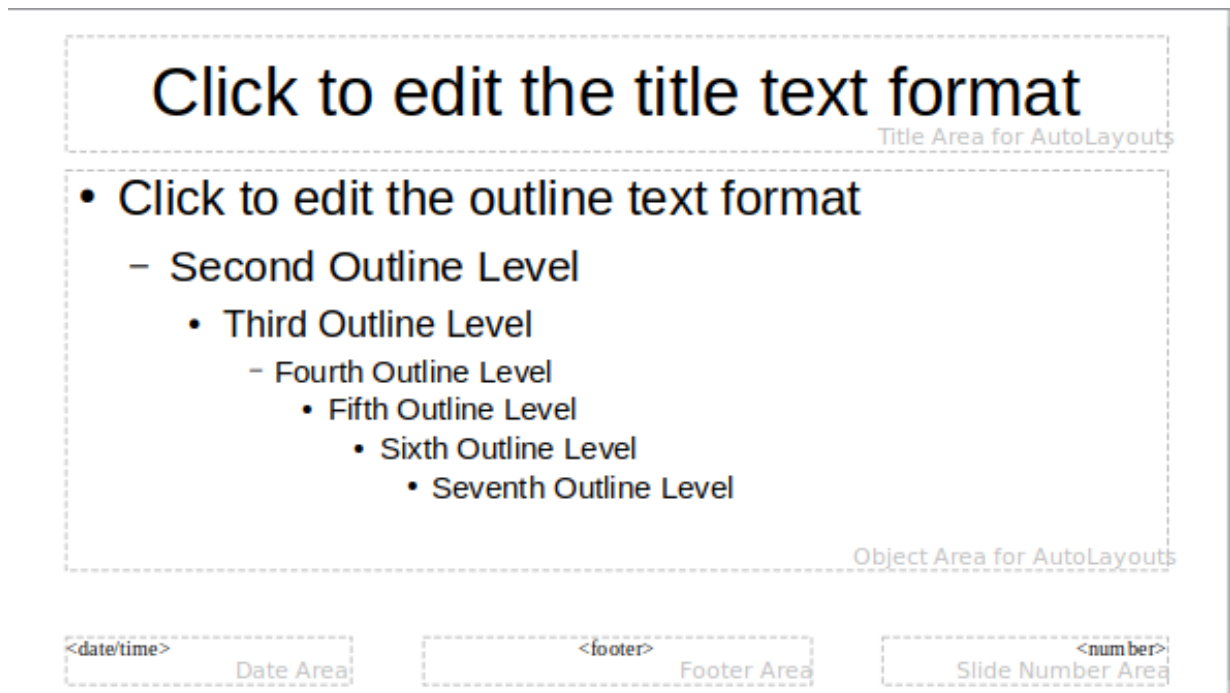 Click to edit the title text format
Title Area for AutoLayouts
• Click to edit the outline text format
– Second Outline Level
• Third Outline Level
– Fourth Outline Level
• Fifth Outline Level
• Sixth Outline Level
• Seventh Outline Level
Object Area for AutoLayouts
<date/time> <footer> <number>
Date Area Footer Area Slide Number Area